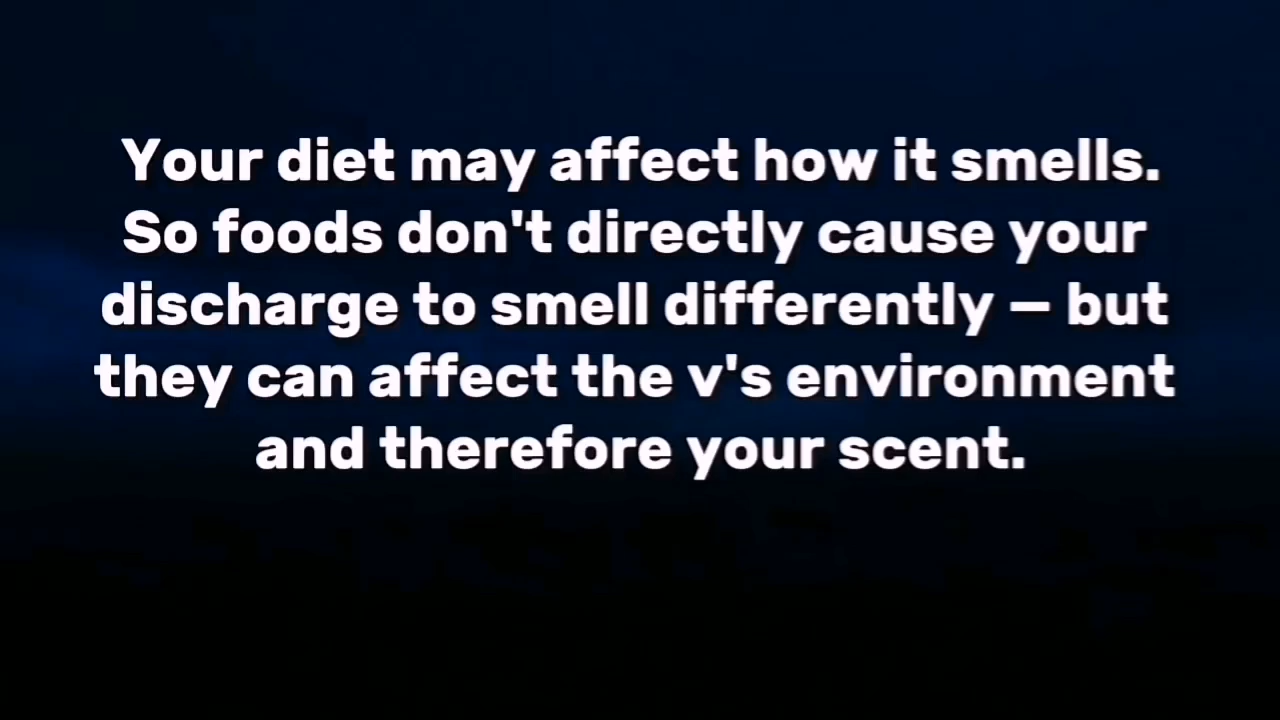 Your diet may affect how it smells.
So foods don't directly cause your
discharge to smell differently — but
they can affect the v's environment
and therefore your scent.